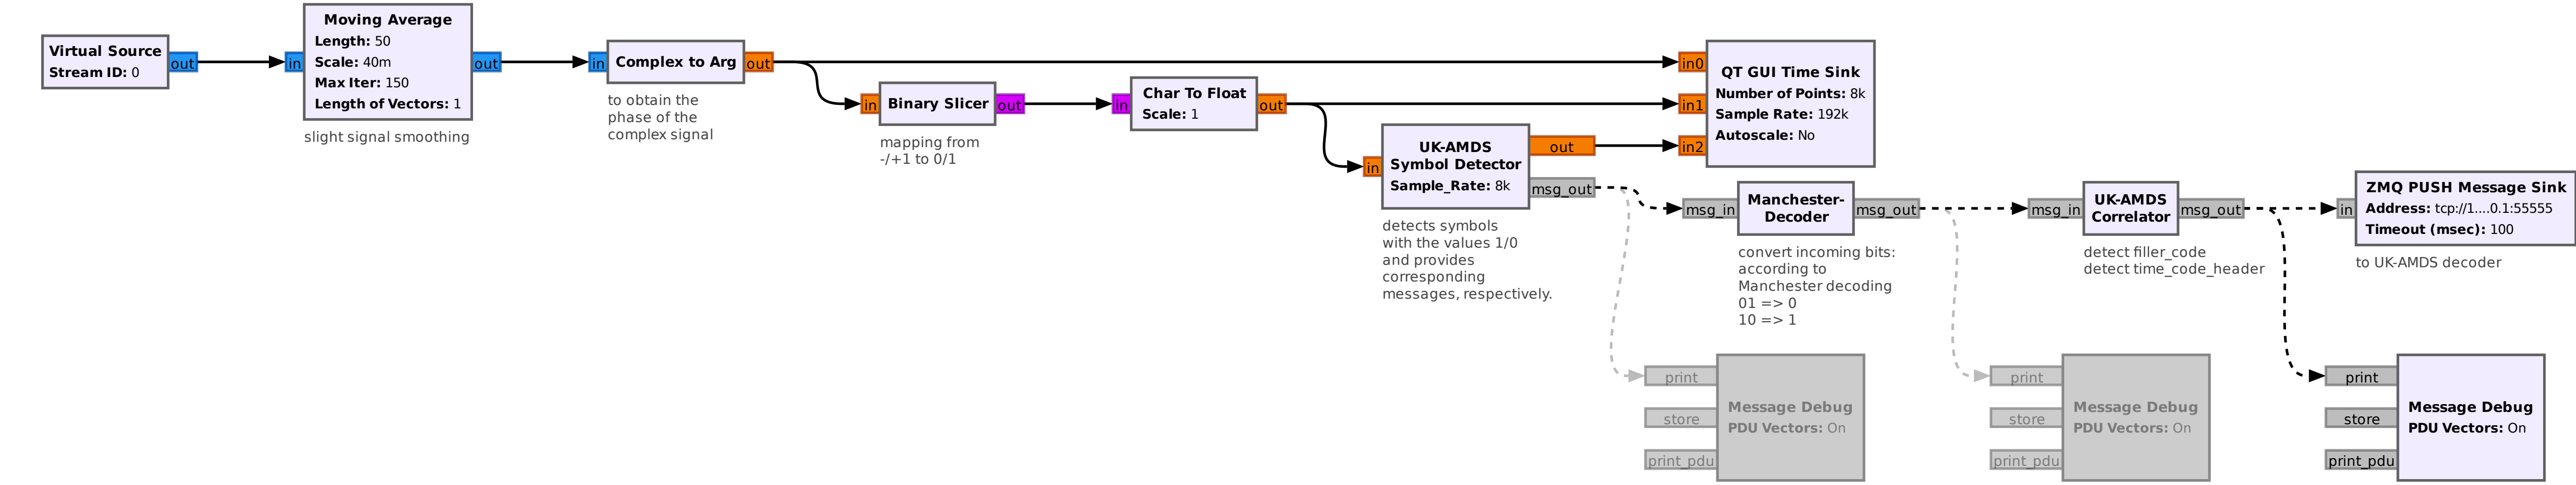 Virtual Source
Stream ID: 0
out
in
Moving Average
Length: 50
Scale: 40m
Max Iter: 150
Length of Vectors: 1
out
slight signal smoothing
in
Complex to Arg
out
to obtain the
phase of the
complex signal
in
Binary Slicer
out
mapping from
-/+1 to 0/1
in
Char To Float
Scale: 1
out
in0
in1
in2
QT GUI Time Sink
Number of Points: 8k
Sample Rate: 192k
Autoscale: No
in
UK-AMDS
Symbol Detector
Sample_Rate: 8k
out
msg_out
detects symbols
with the values 1/0
and provides
corresponding
messages, respectively.
msg_in
Manchester-
Decoder
msg_out
convert incoming bits:
according to
Manchester decoding
01 => 0
10 => 1
msg_in
UK-AMDS
Correlator
msg_out
detect filler_code
detect time_code_header
in
ZMQ PUSH Message Sink
Address: tcp://1....0.1:55555
Timeout (msec): 100
to UK-AMDS decoder
print
store
print_pdu
Message Debug
PDU Vectors: On
print
store
print_pdu
Message Debug
PDU Vectors: On
print
store
print_pdu
Message Debug
PDU Vectors: On